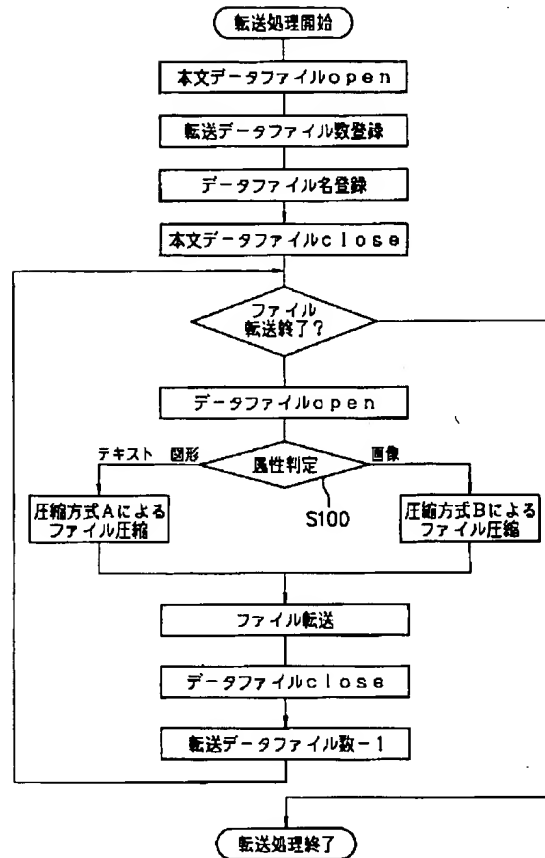 転送処理開始
本文データファイルopen
転送データファイル数登録
データファイル名登録
本文データファイルclose
ファイル
転送終了?
データファイルopen
テキスト 図形
属性判定
画像
S100
圧縮方式Aによる
ファイル圧縮
圧縮方式Bによる
ファイル圧縮
ファイル転送
データファイルclose
転送データファイル数-1
転送処理終了